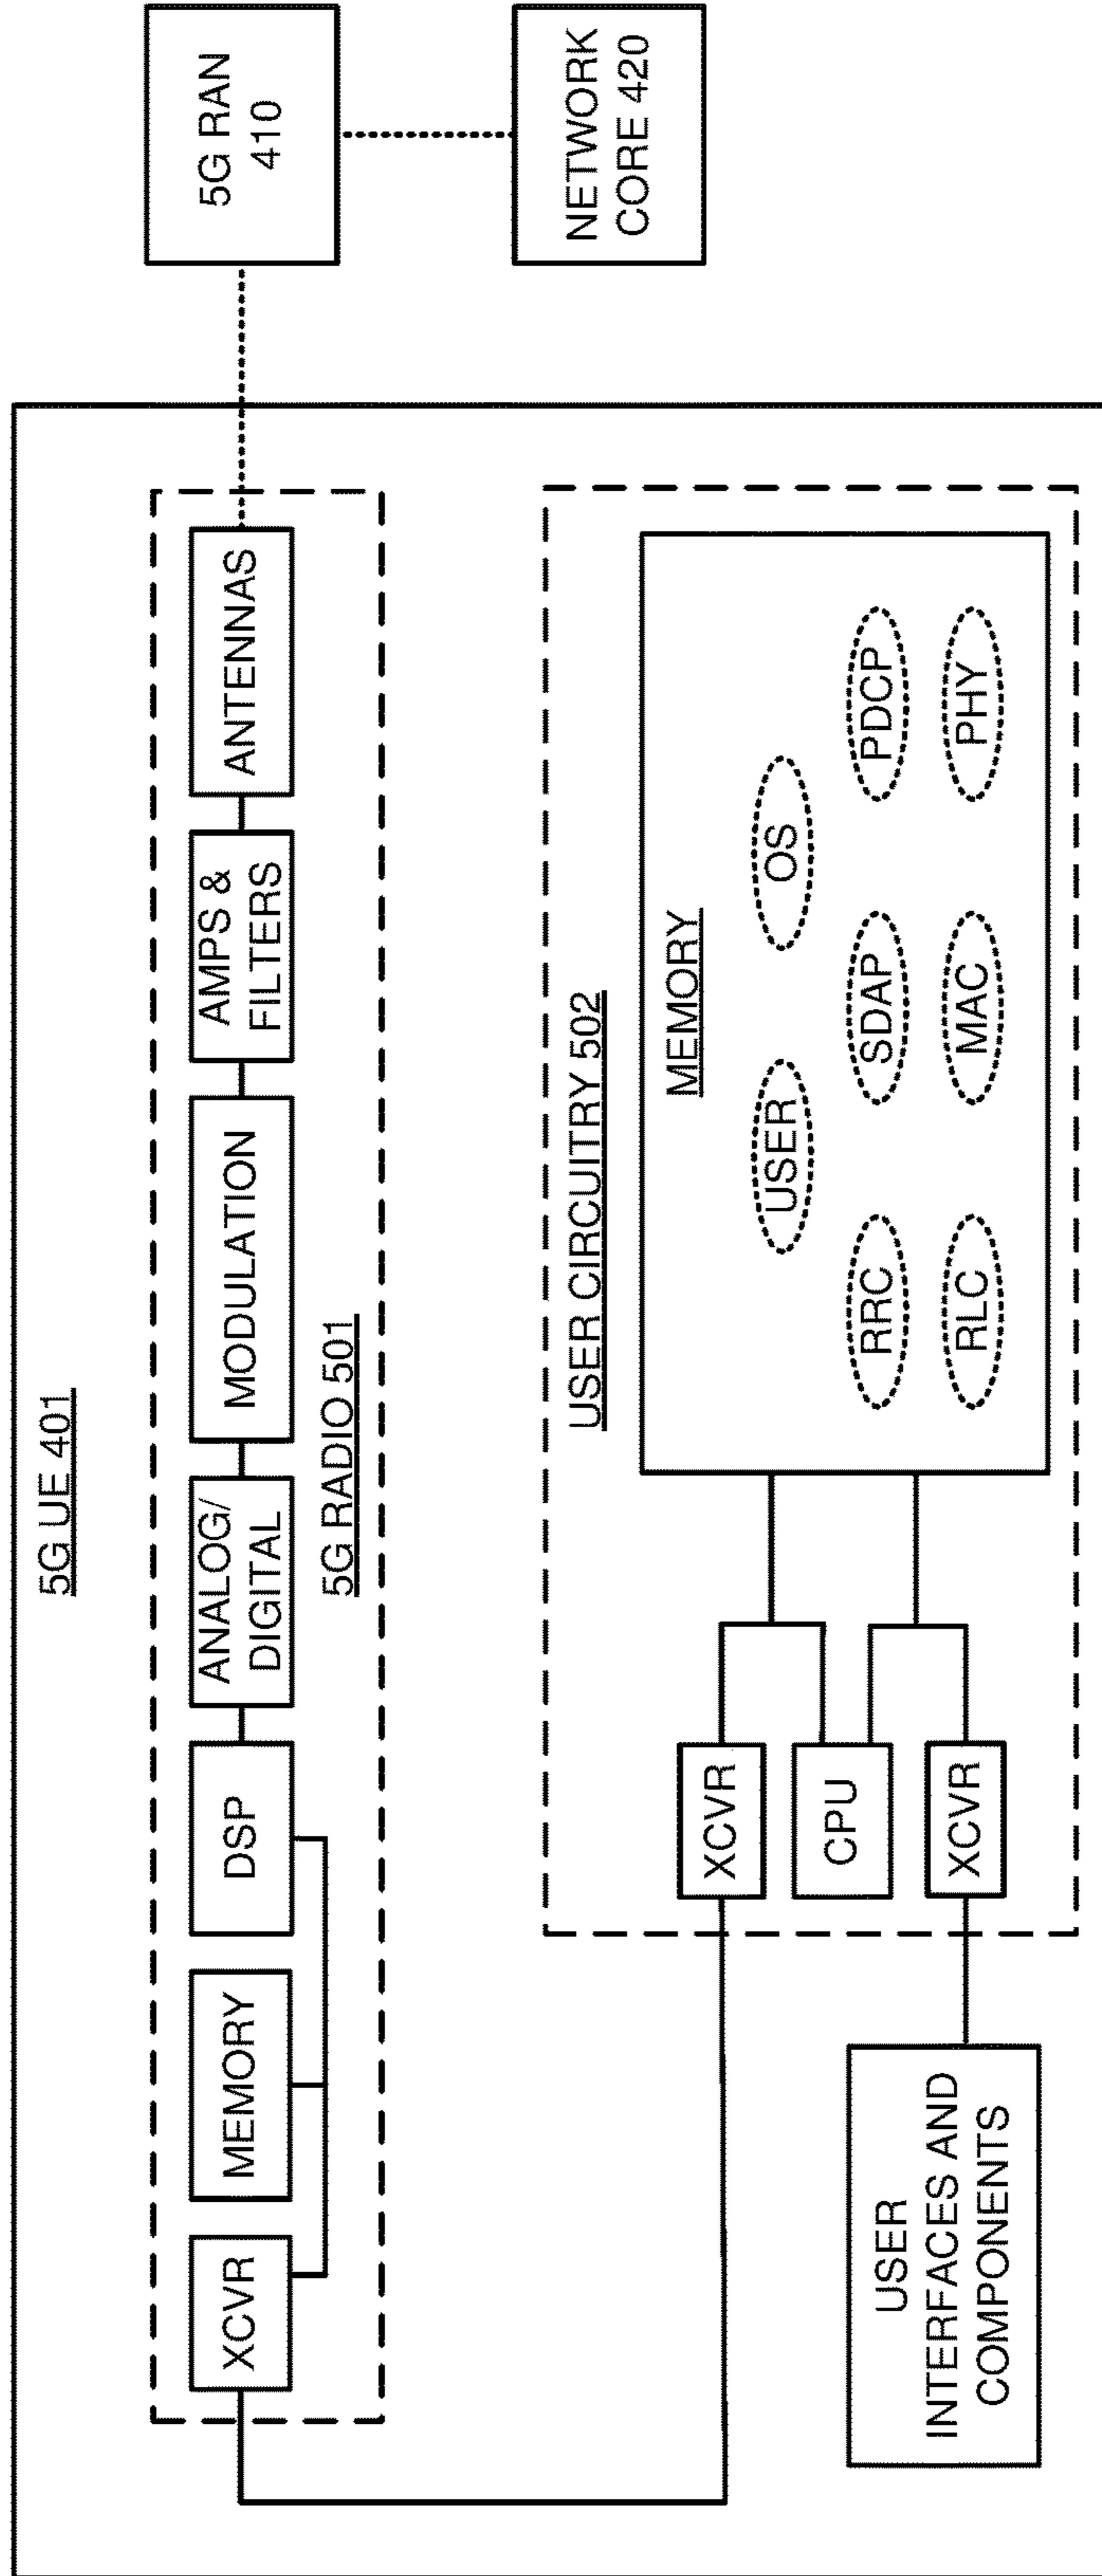 5G UE 401
XCVR
MEMORY
DSP
ANALOG/
DIGITAL
MODULATION
AMPS &
FILTERS
ANTENNAS
5G RADIO 501
5G RAN
410
NETWORK
CORE 420
USER CIRCUITRY 502
XCVR
CPU
XCVR
MEMORY
USER
OS
RRC
SDAP
PDCP
RLC
MAC
PHY
USER
INTERFACES AND
COMPONENTS